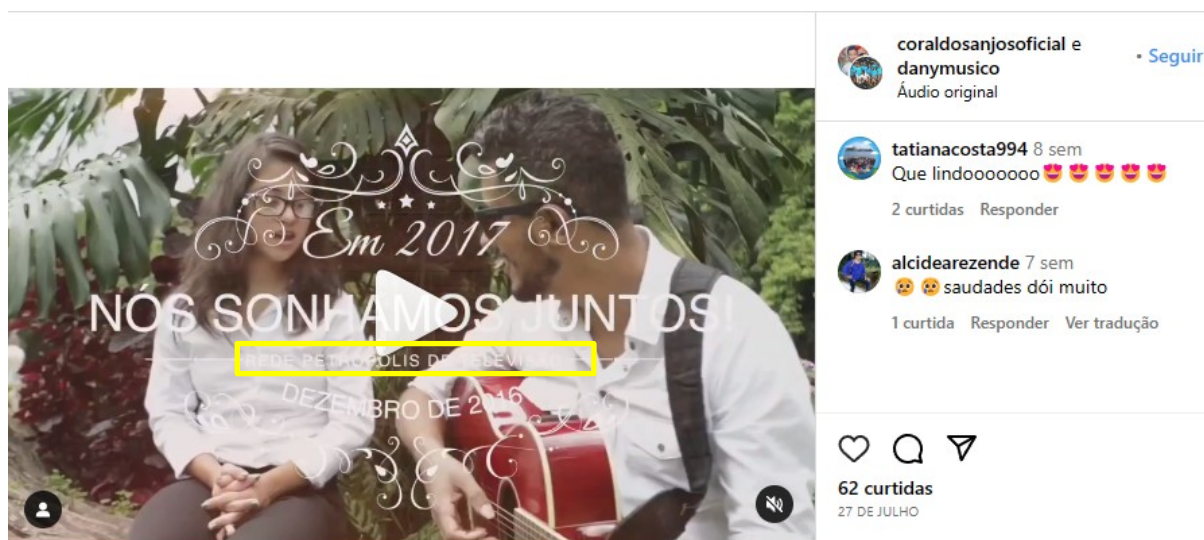 coraldosanjosoficial e
danymusico
• Seguir
Áudio original
Em 2017
NOS SONHAMOS JUNTOS!
REDE PETRÓPOLIS DE TELEVISÃO
DEZEMBRO DE 2016
tatianacosta994 8 sem
Que lindooooooo😍😍😍😍😍
2 curtidas Responder
alcidearezende 7 sem
😢😢saudades dói muito
1 curtida Responder Ver tradução
62 curtidas
27 DE JULHO